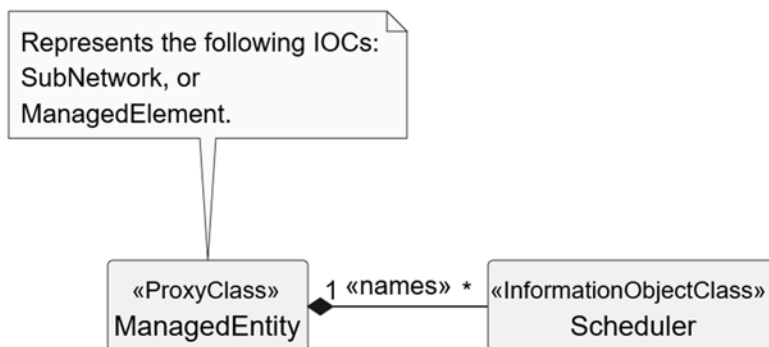 Represents the following IOCs:
SubNetwork, or
ManagedElement.
«ProxyClass»
ManagedEntity
1 «names» *
«InformationObjectClass»
Scheduler